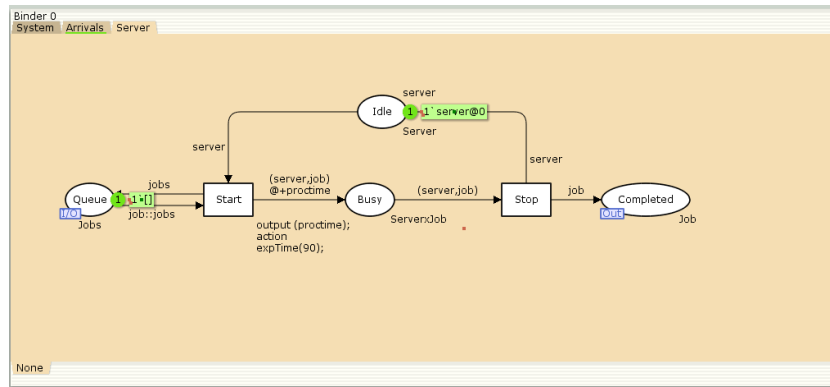 Binder 0
System Arrivals Server
server
Idle 1 1`server@0
Server
server
server
(server,job)
@+proctime
(server,job)
job
jobs
Queue 1 1`[]
Start
Busy
Stop
Completed
I/O
job::jobs
Jobs
ServerxJob
Out
Job
output (proctime);
action
expTime(90);
None